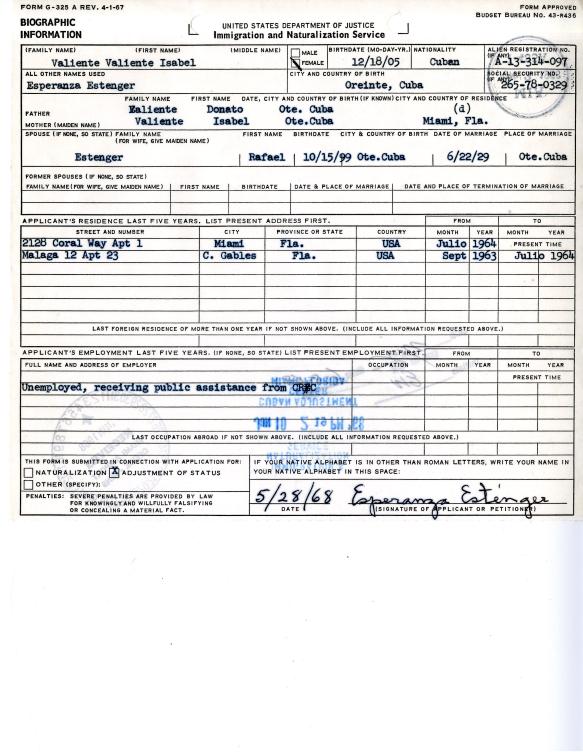 FORM G-325 A REV. 4-1-67
FORM APPROVED
BUDGET BUREAU NO. 43-R436
BIOGRAPHIC
INFORMATION
UNITED STATES DEPARTMENT OF JUSTICE
Immigration and Naturalization Service
(FAMILY NAME) (FIRST NAME) (MIDDLE NAME) MALE FEMALE BIRTHDATE (MO-DAY-YR.) NATIONALITY ALIEN REGISTRATION NO. (IF ANY)
Valiente Valiente Isabel 12/18/05 Cuban A-13-314-097
ALL OTHER NAMES USED CITY AND COUNTRY OF BIRTH SOCIAL SECURITY NO. (IF ANY)
Esperanza Estenger Oreinte, Cuba 265-78-0329
FAMILY NAME FIRST NAME DATE, CITY AND COUNTRY OF BIRTH (IF KNOWN) CITY AND COUNTRY OF RESIDENCE
FATHER Ealiente Donato Ote. Cuba (d)
MOTHER (MAIDEN NAME) Valiente Isabel Ote.Cuba Miami, Fla.
SPOUSE (IF NONE, SO STATE) FAMILY NAME (FOR WIFE, GIVE MAIDEN NAME) FIRST NAME BIRTHDATE CITY & COUNTRY OF BIRTH DATE OF MARRIAGE PLACE OF MARRIAGE
Estenger Rafael 10/15/99 Ote.Cuba 6/22/29 Ote.Cuba
FORMER SPOUSES (IF NONE, SO STATE)
FAMILY NAME (FOR WIFE, GIVE MAIDEN NAME) FIRST NAME BIRTHDATE DATE & PLACE OF MARRIAGE DATE AND PLACE OF TERMINATION OF MARRIAGE
APPLICANT'S RESIDENCE LAST FIVE YEARS. LIST PRESENT ADDRESS FIRST. FROM TO
STREET AND NUMBER CITY PROVINCE OR STATE COUNTRY MONTH YEAR MONTH YEAR
2128 Coral Way Apt 1 Miami Fla. USA Julio 1964 PRESENT TIME
Malaga 12 Apt 23 C. Gables Fla. USA Sept 1963 Julio 1964
LAST FOREIGN RESIDENCE OF MORE THAN ONE YEAR IF NOT SHOWN ABOVE. (INCLUDE ALL INFORMATION REQUESTED ABOVE.)
APPLICANT'S EMPLOYMENT LAST FIVE YEARS. (IF NONE, SO STATE) LIST PRESENT EMPLOYMENT FIRST. FROM TO
FULL NAME AND ADDRESS OF EMPLOYER OCCUPATION MONTH YEAR MONTH YEAR
PRESENT TIME
Unemployed, receiving public assistance from
CUBAN ADJUSTMENT
LAST OCCUPATION ABROAD IF NOT SHOWN ABOVE. (INCLUDE ALL INFORMATION REQUESTED ABOVE.)
THIS FORM IS SUBMITTED IN CONNECTION WITH APPLICATION FOR:
NATURALIZATION X ADJUSTMENT OF STATUS
OTHER (SPECIFY):
IF YOUR NATIVE ALPHABET IS IN OTHER THAN ROMAN LETTERS, WRITE YOUR NAME IN
YOUR NATIVE ALPHABET IN THIS SPACE:
PENALTIES: SEVERE PENALTIES ARE PROVIDED BY LAW
FOR KNOWINGLY AND WILLFULLY FALSIFYING
OR CONCEALING A MATERIAL FACT.
5/28/68 Esperanza Esténger
DATE (SIGNATURE OF APPLICANT OR PETITIONER)